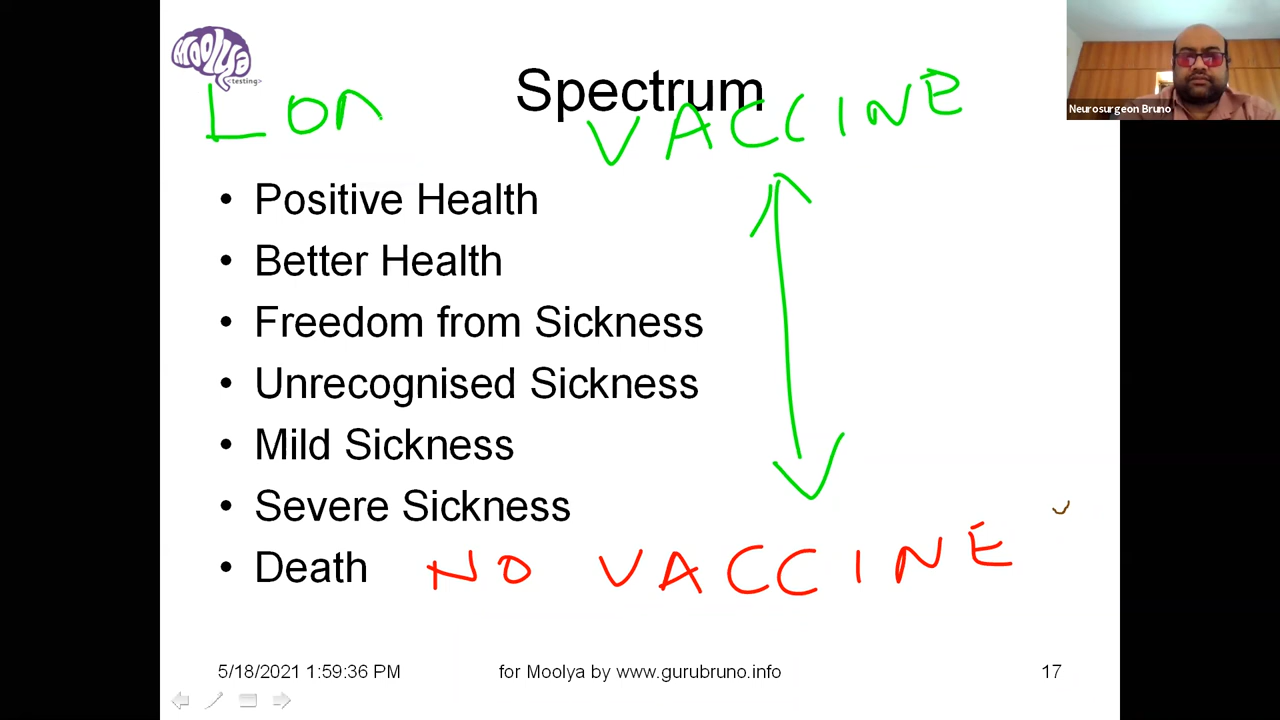 Moolya
<testing>
Spectrum
Neurosurgeon Bruno
Lon
VACCINE
• Positive Health
• Better Health
• Freedom from Sickness
• Unrecognised Sickness
• Mild Sickness
• Severe Sickness
• Death NO VACCINE
5/18/2021 1:59:36 PM for Moolya by www.gurubruno.info 17